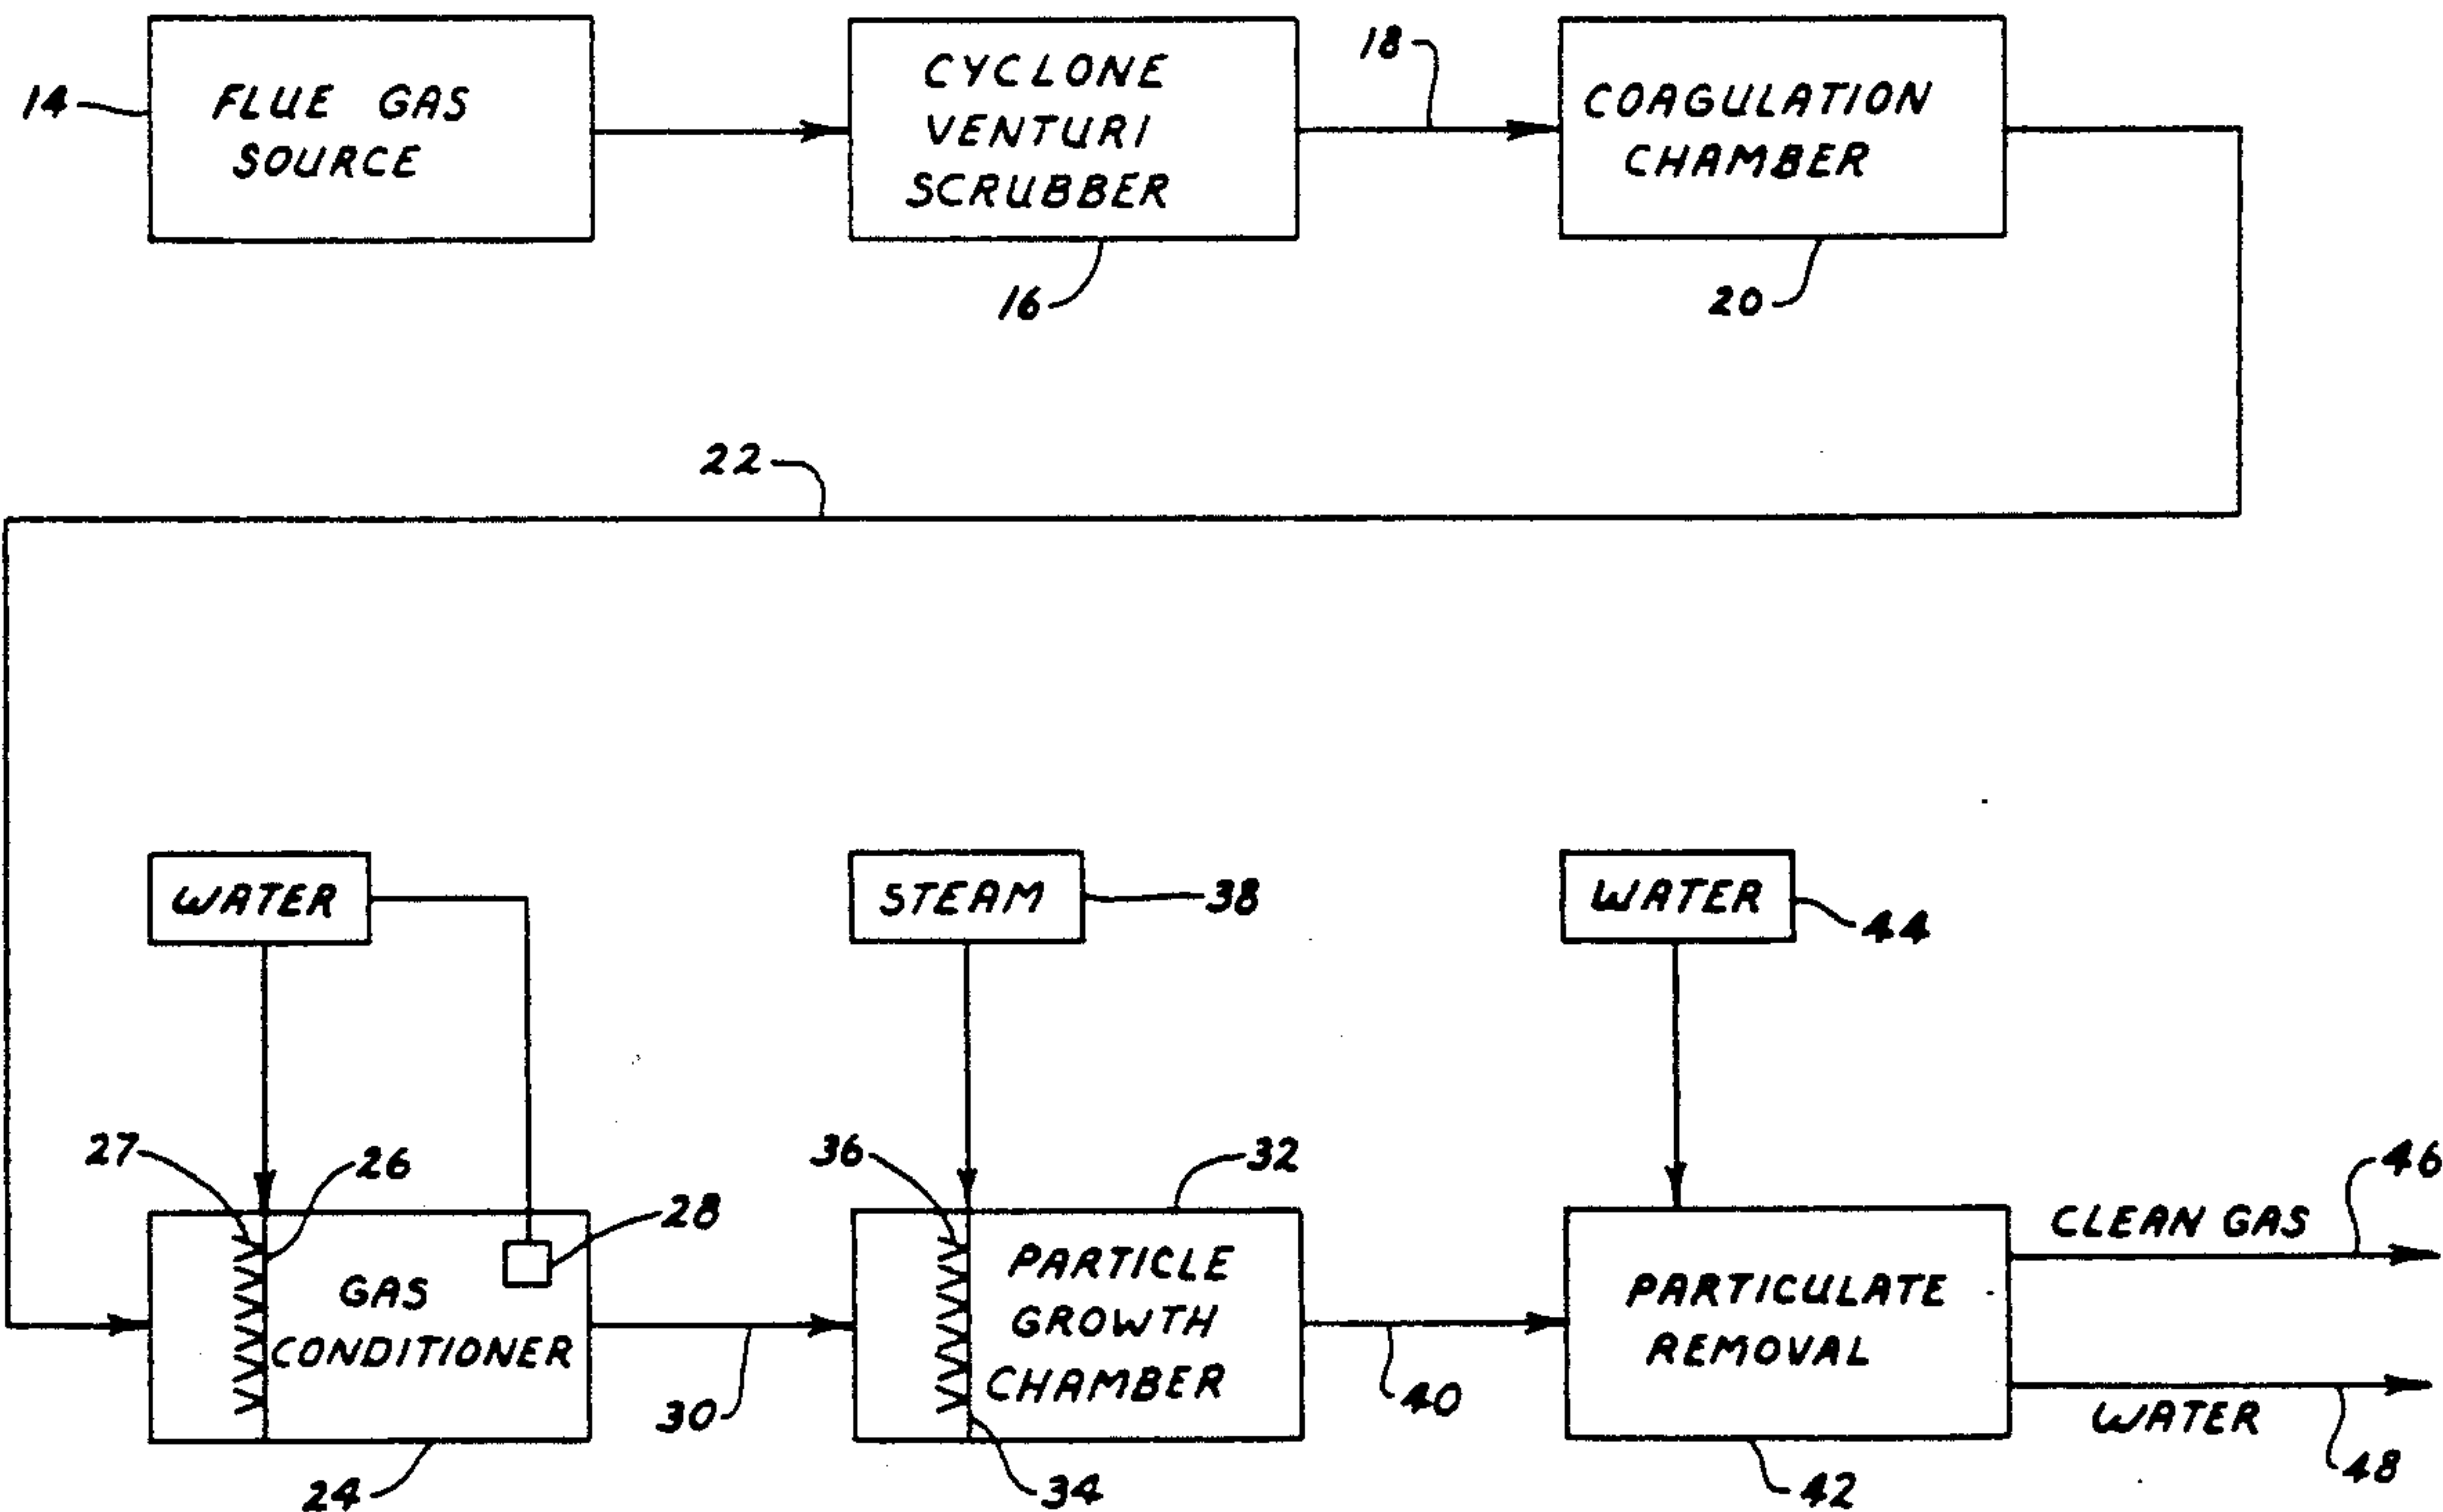 14
FLUE GAS
SOURCE
CYCLONE
VENTURI
SCRUBBER
16
18
COAGULATION
CHAMBER
20
22
WATER
STEAM
38
WATER
44
27
26
28
GAS
CONDITIONER
24
30
36
32
PARTICLE
GROWTH
CHAMBER
34
40
PARTICULATE
REMOVAL
42
CLEAN GAS
46
WATER
48